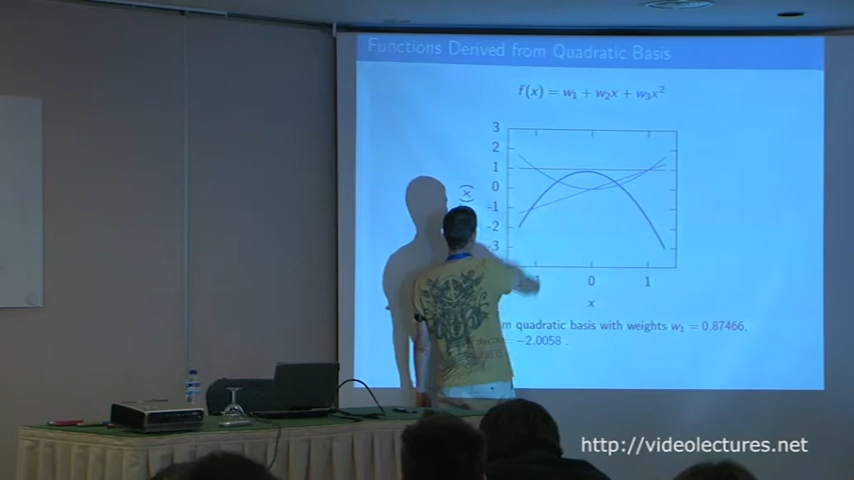 Functions Derived from Quadratic Basis
f(x) = w₁ + w₂x + w₃x²
3
2
1
0
-1
-2
-3
(x)
0
1
x
quadratic basis with weights w₁ = 0.87466,
−2.0058 .
http://videolectures.net